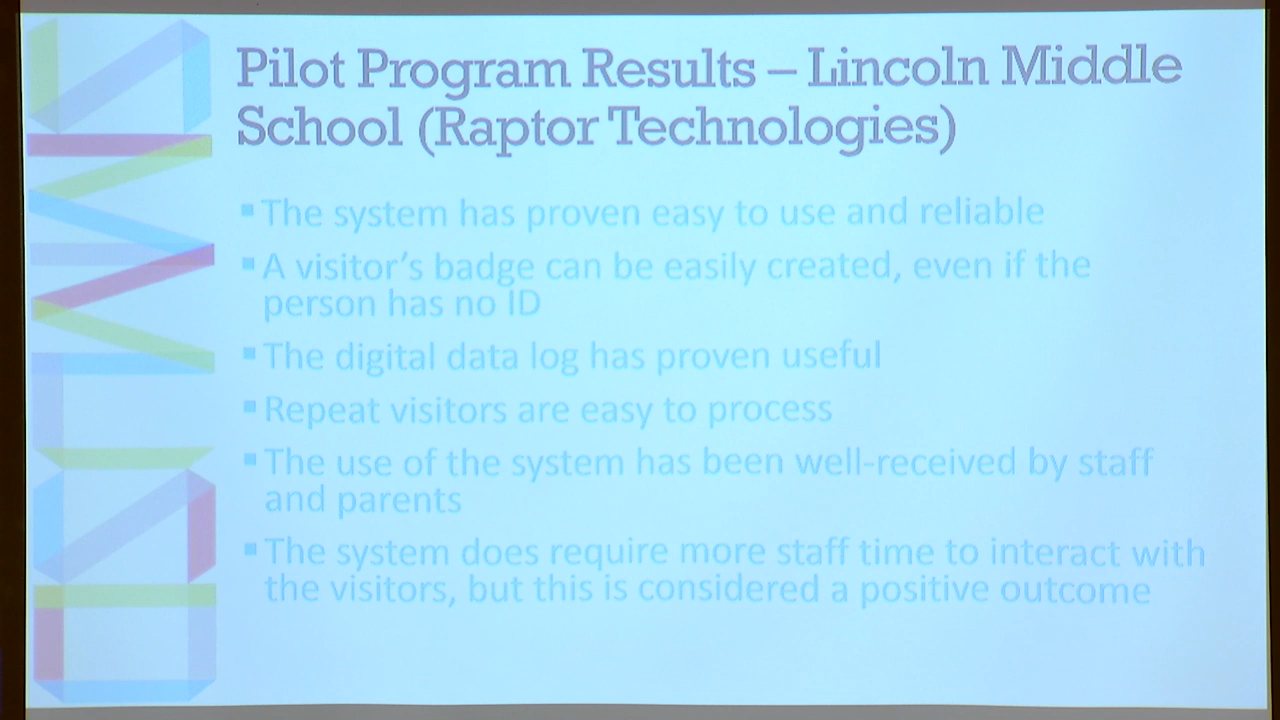 Pilot Program Results – Lincoln Middle
School (Raptor Technologies)
▪ The system has proven easy to use and reliable
▪ A visitor's badge can be easily created, even if the
person has no ID
▪ The digital data log has proven useful
▪ Repeat visitors are easy to process
▪ The use of the system has been well-received by staff
and parents
▪ The system does require more staff time to interact with
the visitors, but this is considered a positive outcome